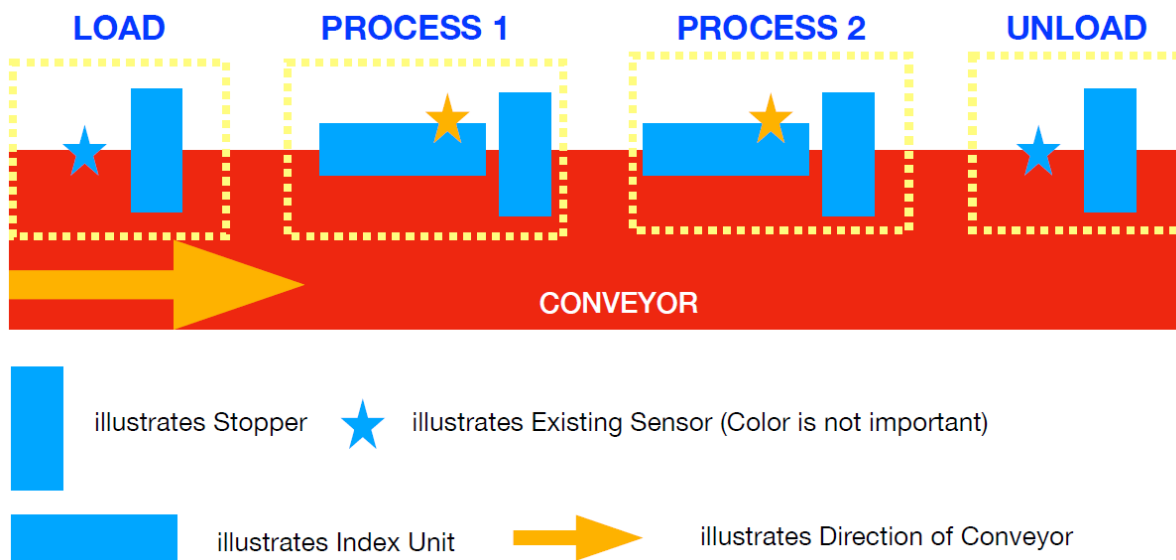 LOAD
PROCESS 1
PROCESS 2
UNLOAD
CONVEYOR
illustrates Stopper
illustrates Existing Sensor (Color is not important)
illustrates Index Unit
illustrates Direction of Conveyor